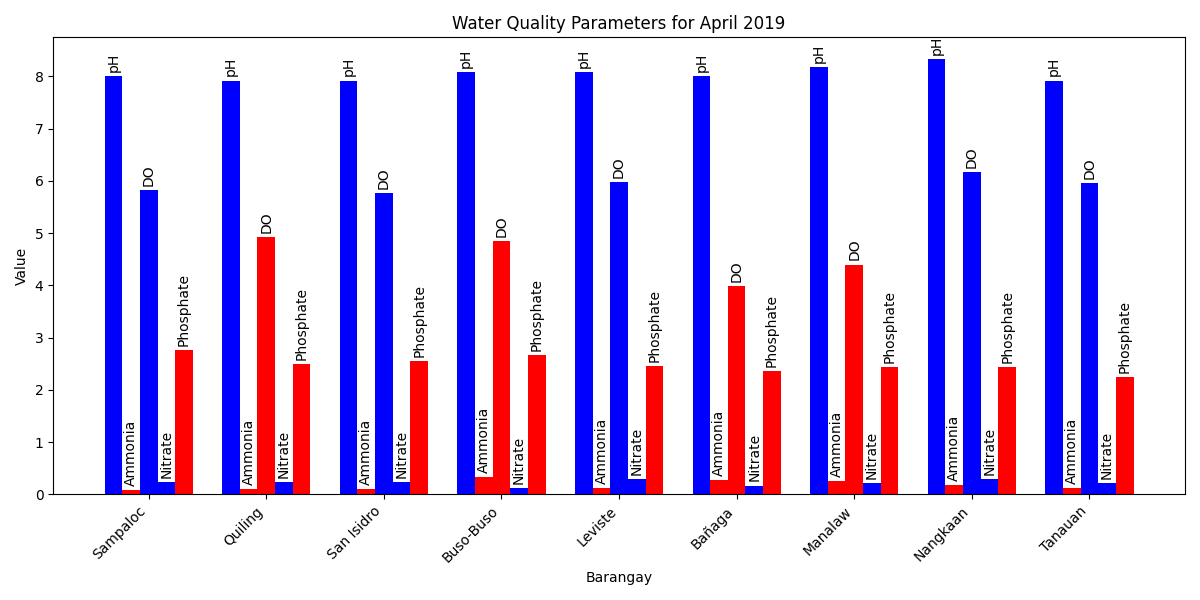 Water Quality Parameters for April 2019
Value
8
7
6
5
4
3
2
1
0
pH Ammonia DO Nitrate Phosphate
pH Ammonia DO Nitrate Phosphate
pH Ammonia DO Nitrate Phosphate
pH Ammonia DO Nitrate Phosphate
pH Ammonia DO Nitrate Phosphate
pH Ammonia DO Nitrate Phosphate
pH Ammonia DO Nitrate Phosphate
pH Ammonia DO Nitrate Phosphate
pH Ammonia DO Nitrate Phosphate
Sampaloc
Quiling
San Isidro
Buso-Buso
Leviste
Bañaga
Manalaw
Nangkaan
Tanauan
Barangay